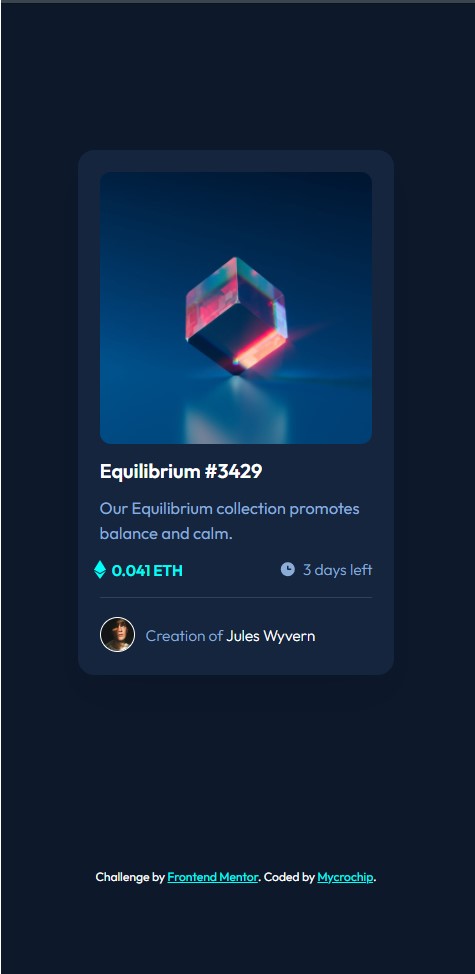 Equilibrium #3429
Our Equilibrium collection promotes
balance and calm.
0.041 ETH
3 days left
Creation of Jules Wyvern
Challenge by Frontend Mentor. Coded by Mycrochip.